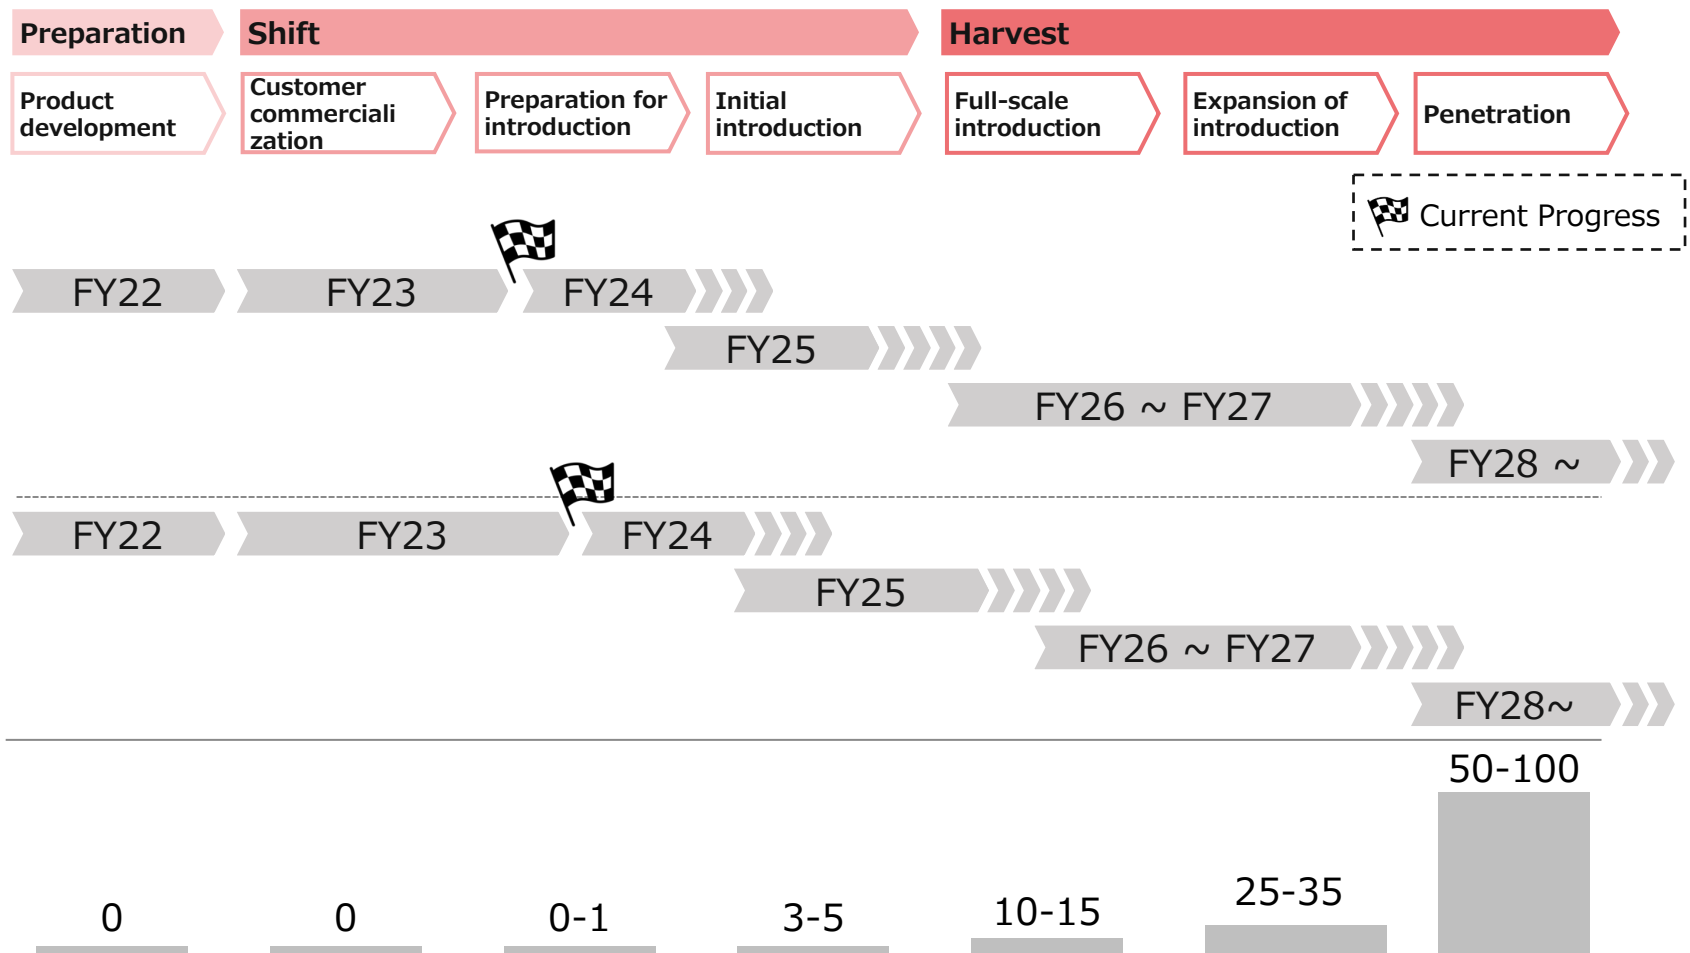 Preparation
Shift
Harvest
Product
development
Customer
commerciali
zation
Preparation for
introduction
Initial
introduction
Full-scale
introduction
Expansion of
introduction
Penetration
Current Progress
FY22
FY23
FY24
FY25
FY26 ~ FY27
FY28 ~
FY22
FY23
FY24
FY25
FY26 ~ FY27
FY28~
50-100
25-35
10-15
0
0
0-1
3-5